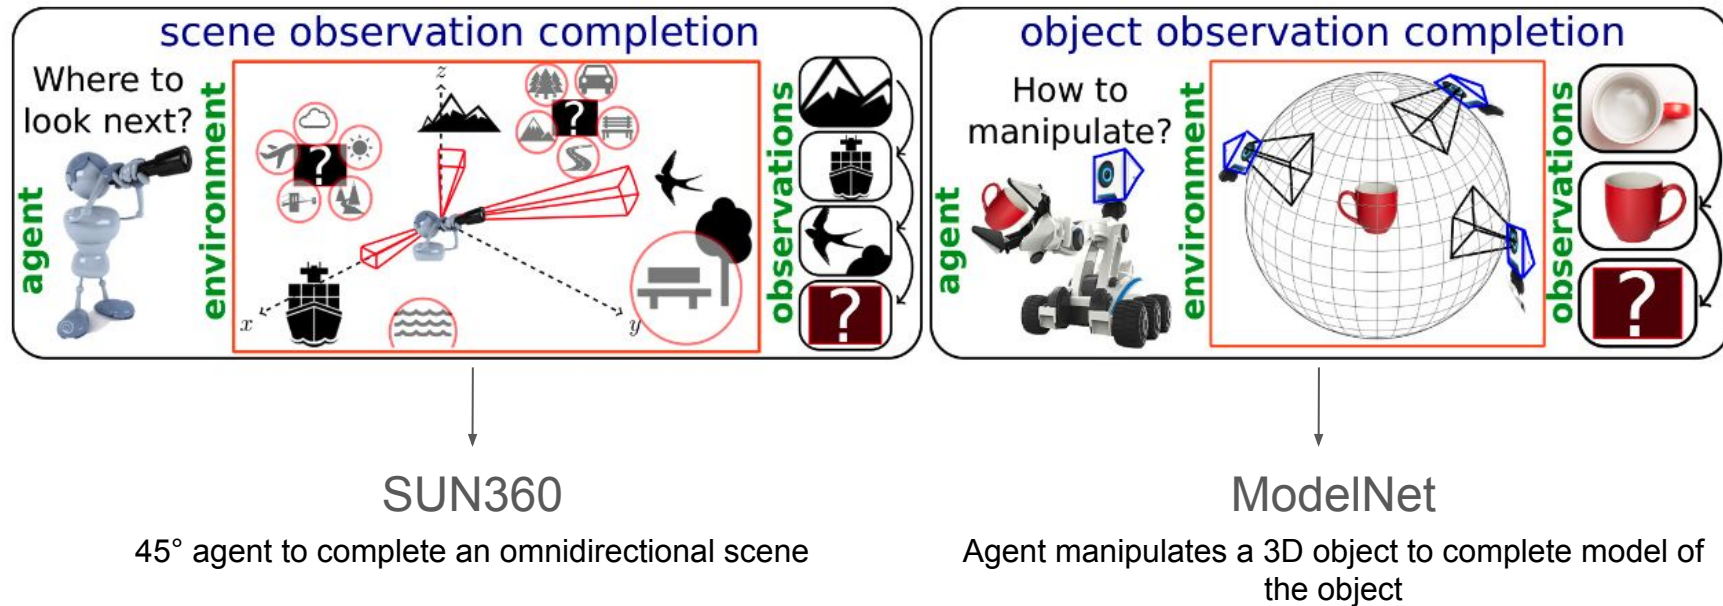 scene observation completion
Where to
look next?
agent
environment
z
?
?
x
y
observations
?
object observation completion
How to
manipulate?
agent
environment
observations
?
SUN360
45° agent to complete an omnidirectional scene
ModelNet
Agent manipulates a 3D object to complete model of
the object